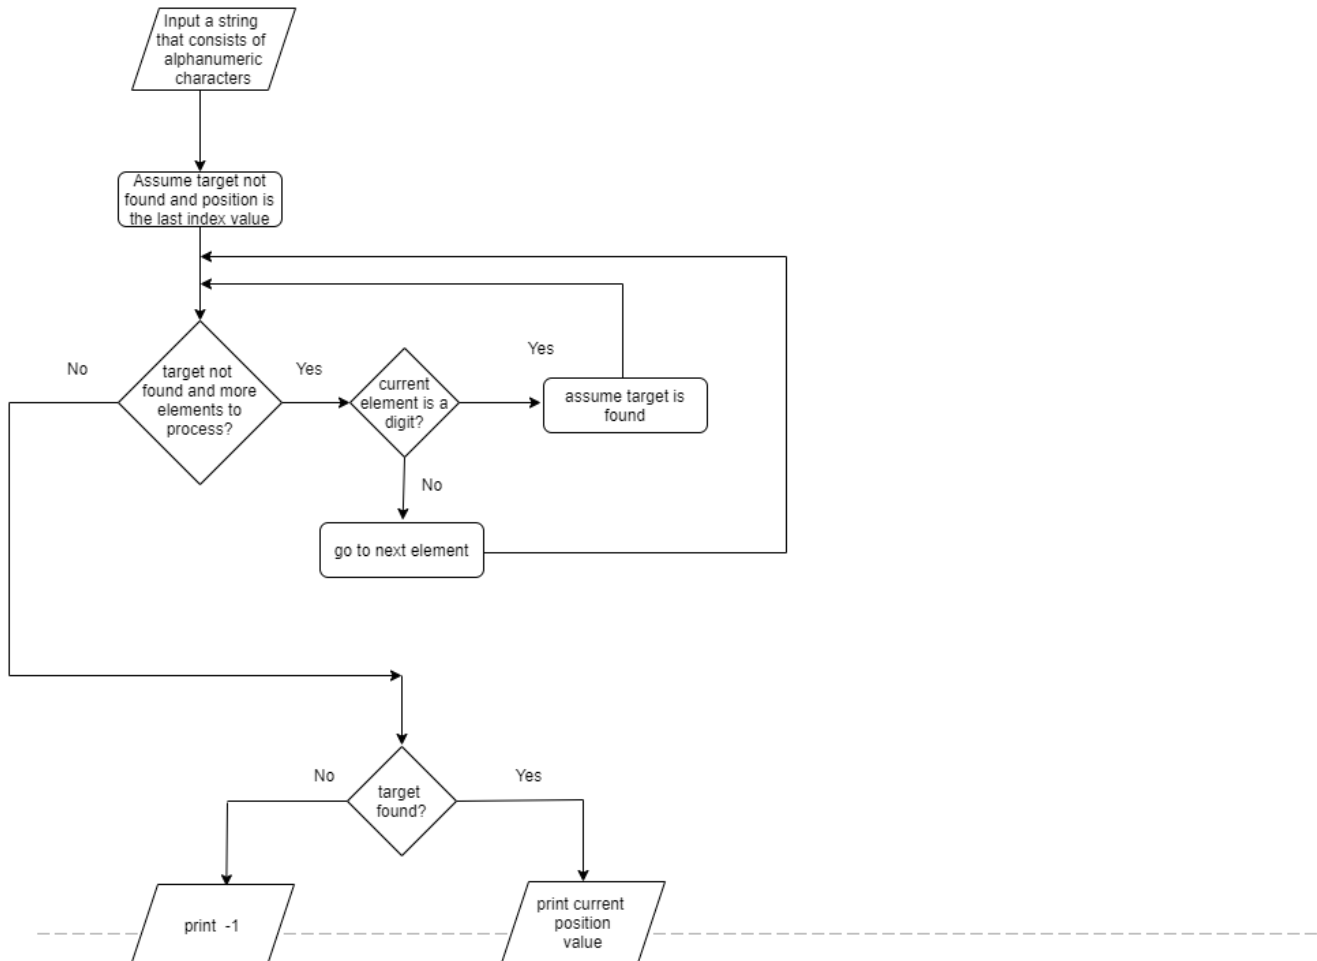 Input a string
that consists of
alphanumeric
characters
Assume target not
found and position is
the last index value
No
target not
found and more
elements to
process?
Yes
current
element is a
digit?
Yes
assume target is
found
No
go to next element
No
target
found?
Yes
print -1
print current
position
value